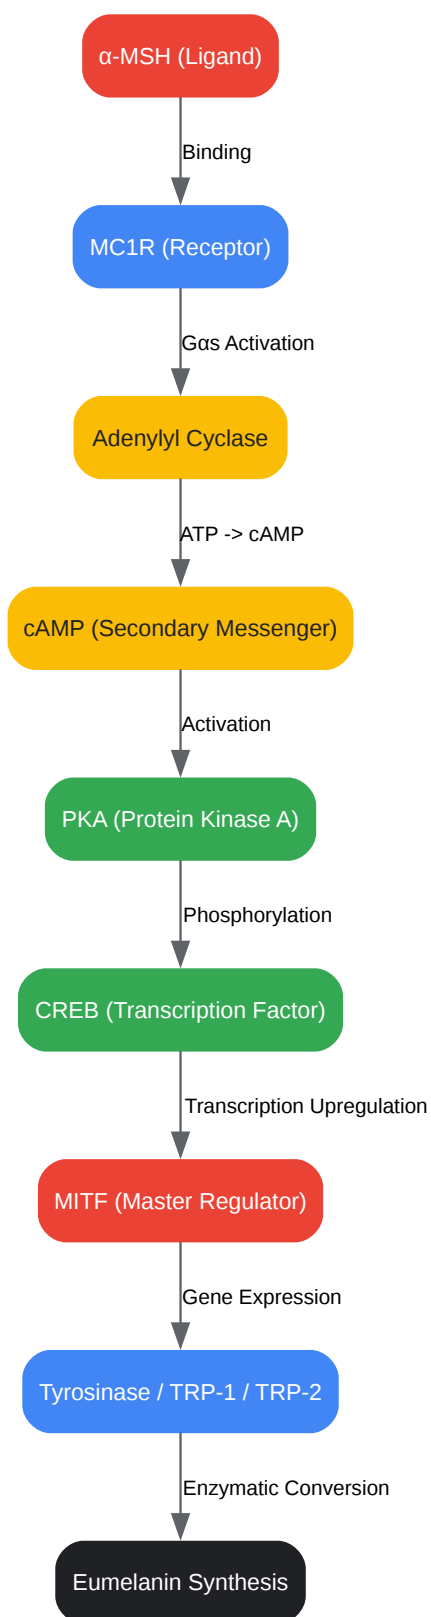 α-MSH (Ligand)
Binding
MC1R (Receptor)
Gαs Activation
Adenylyl Cyclase
ATP -> cAMP
cAMP (Secondary Messenger)
Activation
PKA (Protein Kinase A)
Phosphorylation
CREB (Transcription Factor)
Transcription Upregulation
MITF (Master Regulator)
Gene Expression
Tyrosinase / TRP-1 / TRP-2
Enzymatic Conversion
Eumelanin Synthesis